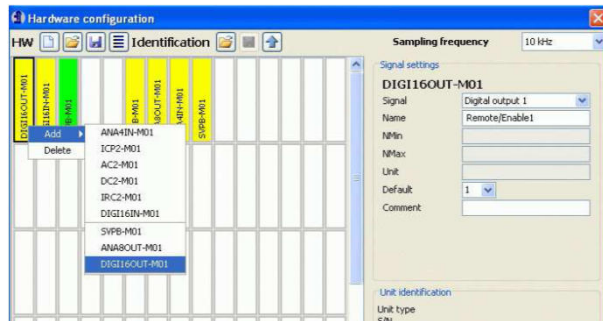 Hardware configuration
HW Identification
Sampling frequency 10 kHz
DIGI16OUT-M01
SVPB-M01
Add
Delete
ANA4IN-M01
ICP2-M01
AC2-M01
DC2-M01
IRC2-M01
DIGI16IN-M01
SVPB-M01
ANA8OUT-M01
DIGI16OUT-M01
Signal settings
DIGI16OUT-M01
Signal Digital output 1
Name Remote/Enable1
NMin
NMax
Unit
Default 1
Comment
Unit identification
Unit type
S/N